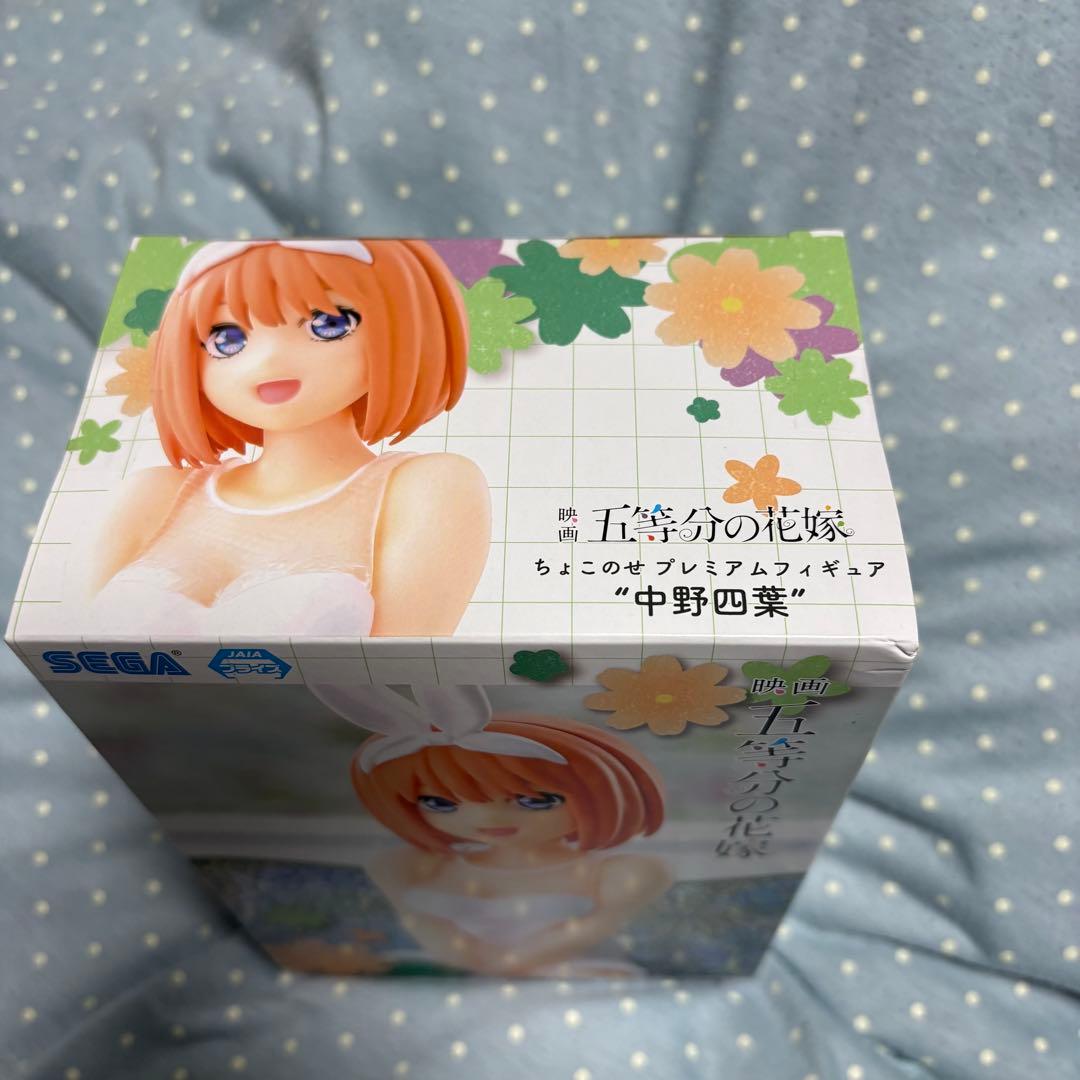 映画 五等分の花嫁
ちょこのせ プレミアムフィギュア
“中野四葉”
SEGA®
JAIA
プライズ
映画
五等分の花嫁